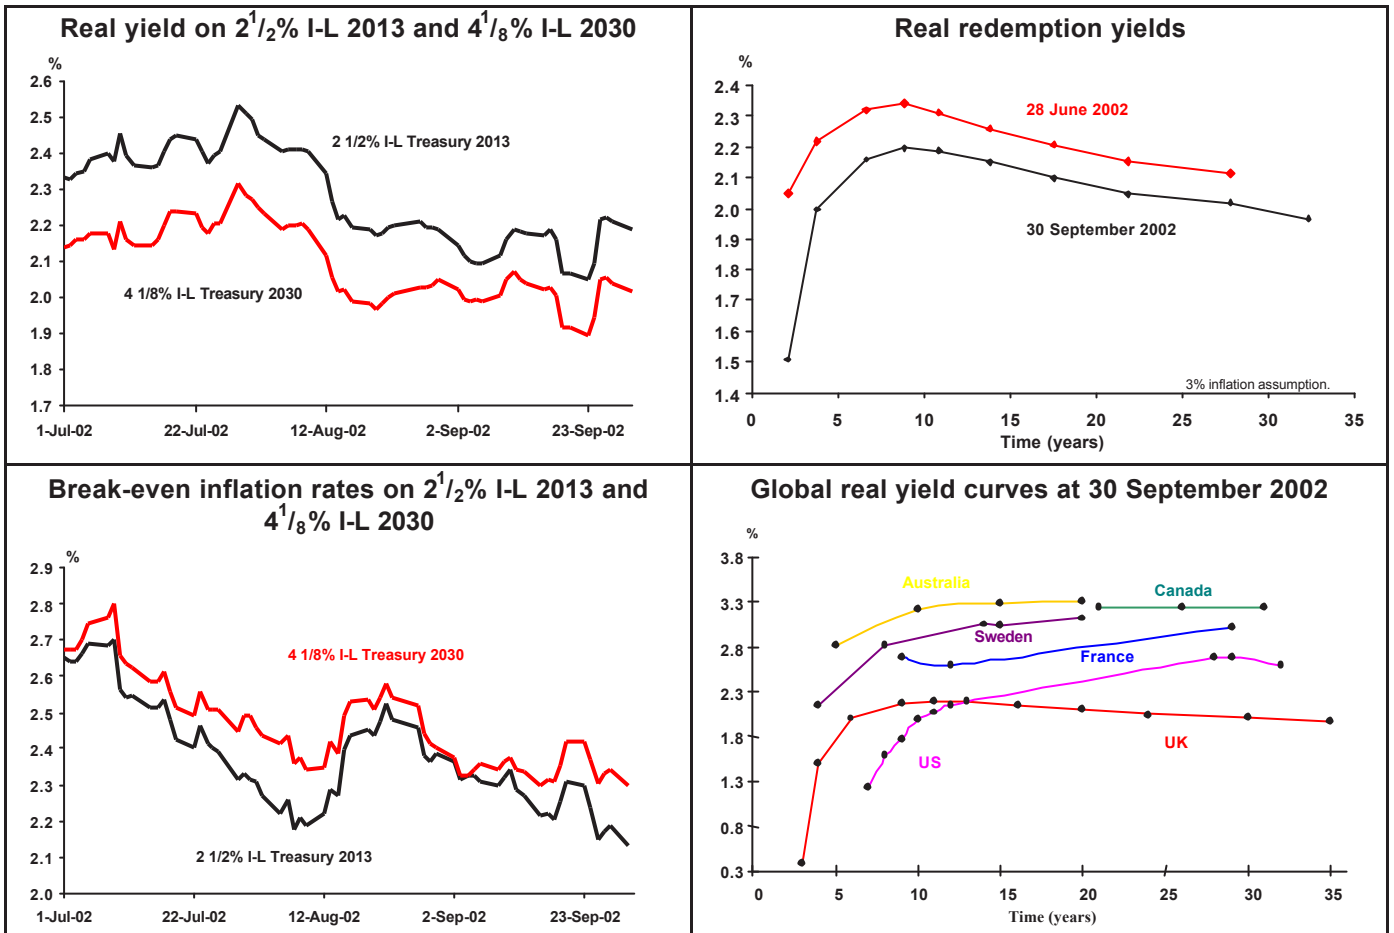 Real yield on 2 1/2% I-L 2013 and 4 1/8% I-L 2030
%
2.6
2.5
2.4
2.3
2.2
2.1
2.0
1.9
1.8
1.7
2 1/2% I-L Treasury 2013
4 1/8% I-L Treasury 2030
1-Jul-02 22-Jul-02 12-Aug-02 2-Sep-02 23-Sep-02
Real redemption yields
%
2.4
2.3
2.2
2.1
2.0
1.9
1.8
1.7
1.6
1.5
1.4
28 June 2002
30 September 2002
3% inflation assumption.
0 5 10 15 20 25 30 35
Time (years)
Break-even inflation rates on 2 1/2% I-L 2013 and
4 1/8% I-L 2030
%
2.9
2.8
2.7
2.6
2.5
2.4
2.3
2.2
2.1
2.0
4 1/8% I-L Treasury 2030
2 1/2% I-L Treasury 2013
1-Jul-02 22-Jul-02 12-Aug-02 2-Sep-02 23-Sep-02
Global real yield curves at 30 September 2002
%
3.8
3.3
2.8
2.3
1.8
1.3
0.8
0.3
Australia
Canada
Sweden
France
UK
US
0 5 10 15 20 25 30 35
Time (years)